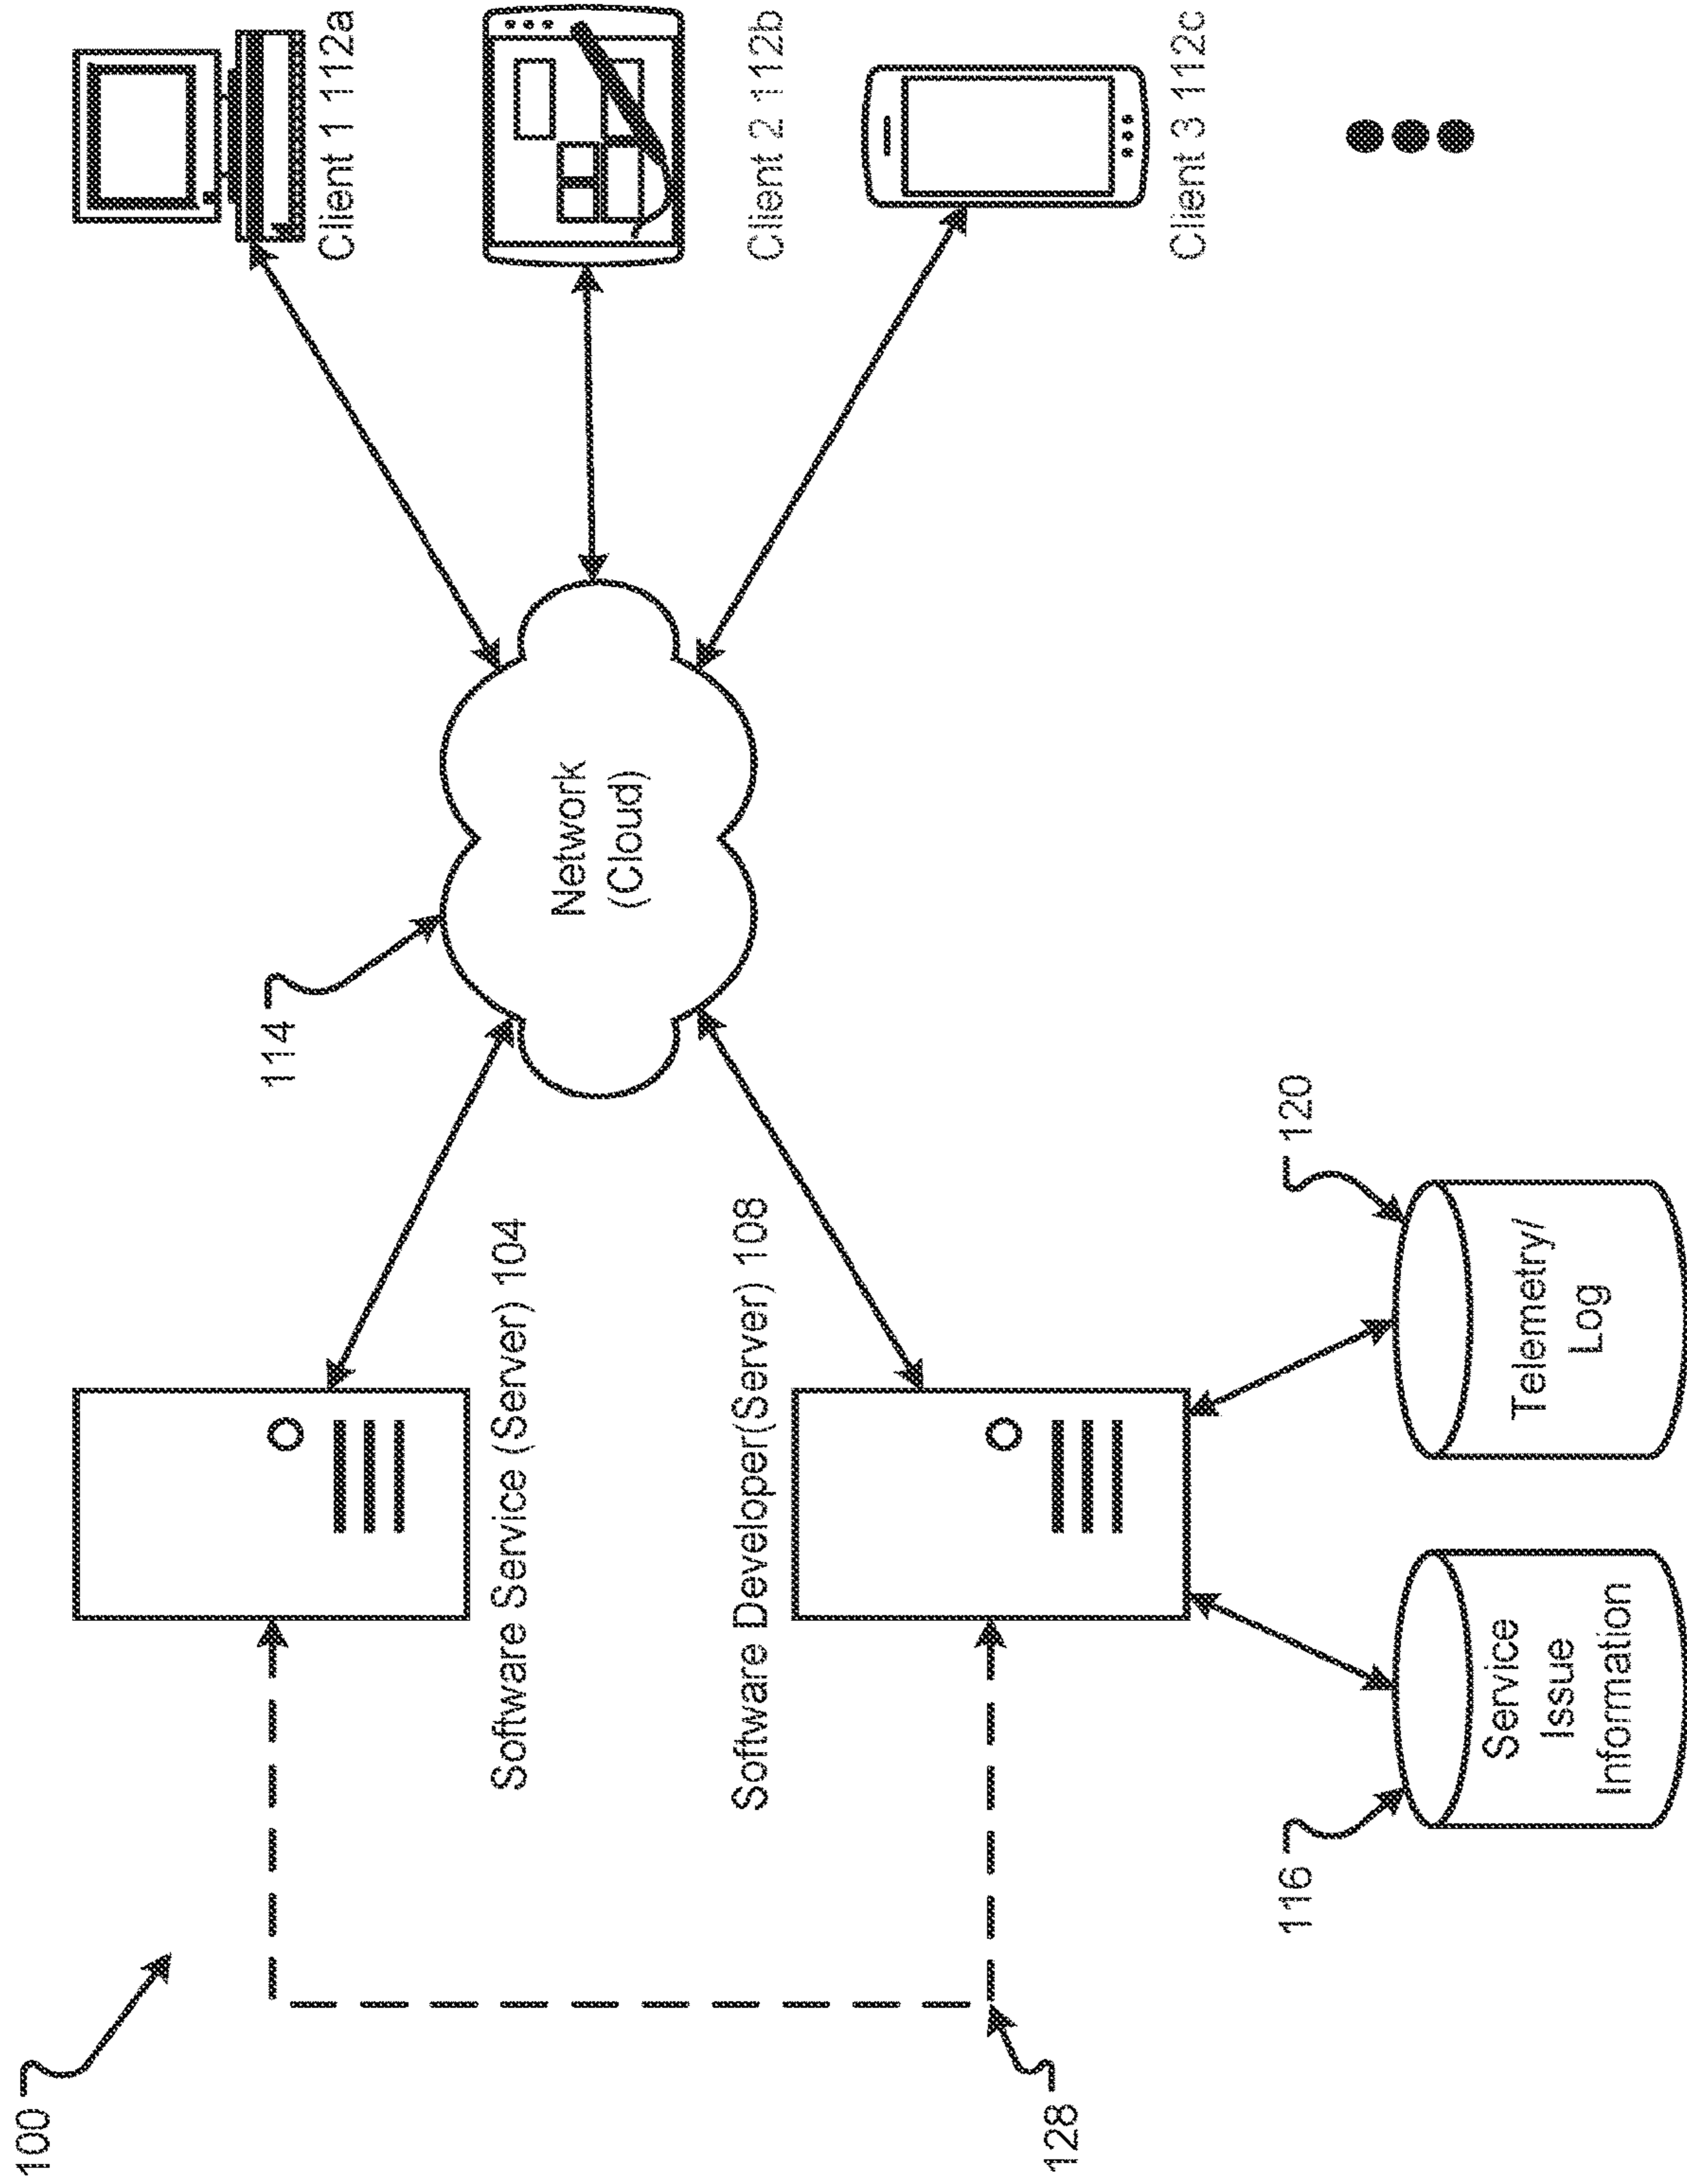 100
Software Service (Server) 104
114
Network
(Cloud)
Client 1 112a
Client 2 112b
Client 3 112c
Software Developer(Server) 108
128
116
Service
Issue
Information
120
Telemetry/
Log